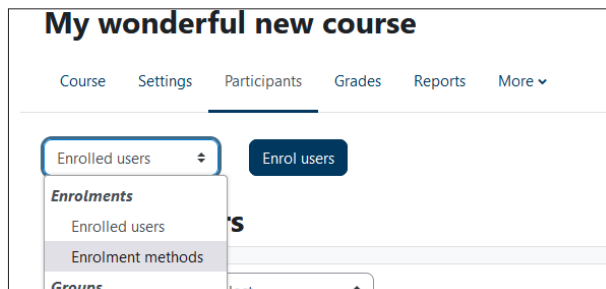 My wonderful new course
Course Settings Participants Grades Reports More
Enrolled users Enrol users
Enrolments
Enrolled users
Enrolment methods
Groups